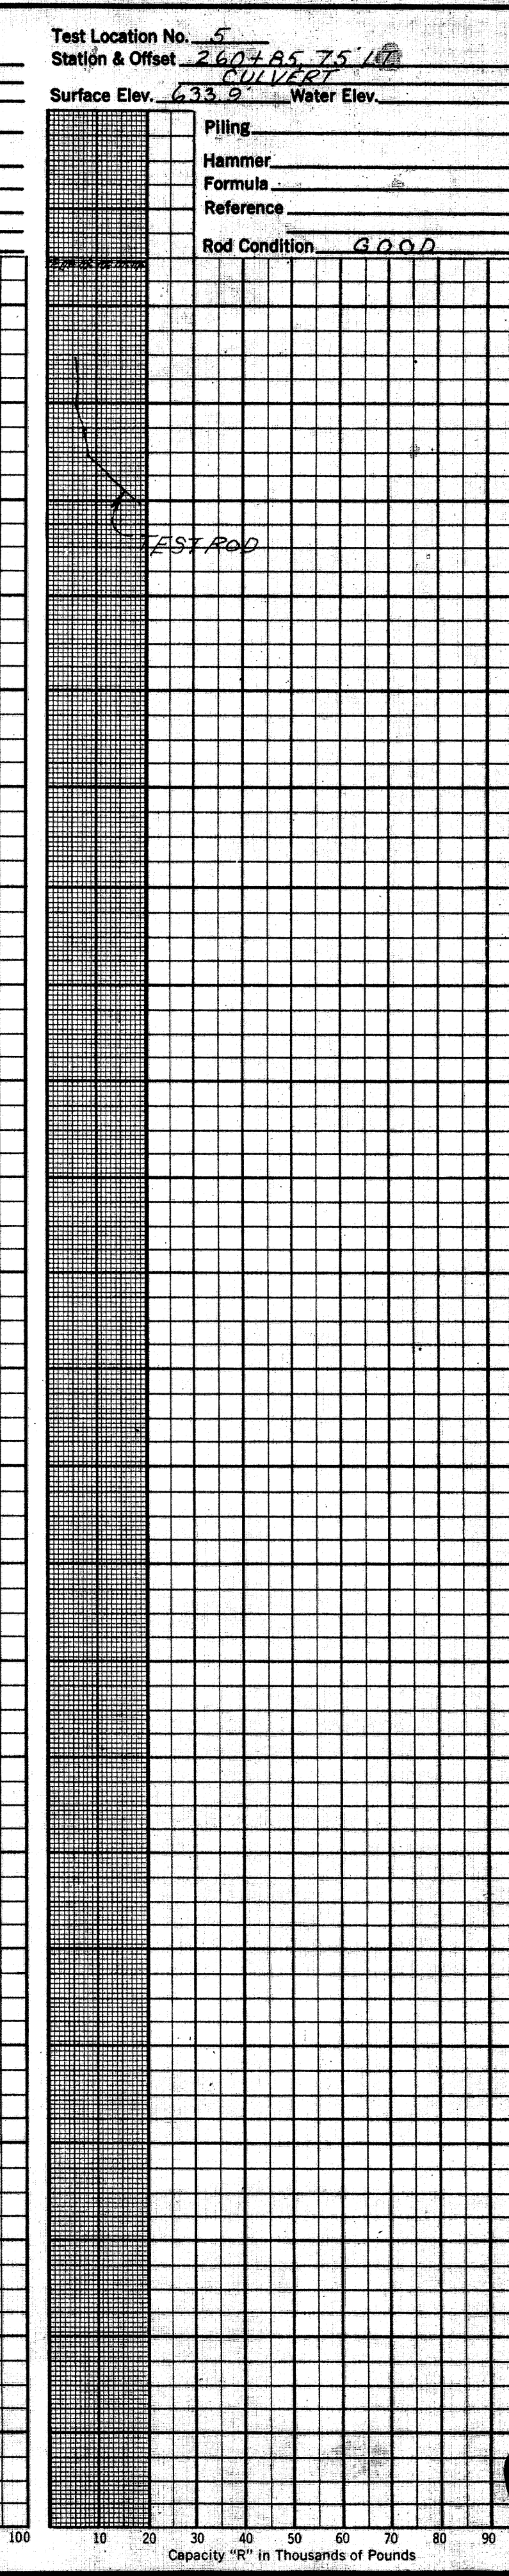 Test Location No. 5
Station & Offset 260+85, 75' LT.
CULVERT
Surface Elev. 633.9' Water Elev.
Piling
Hammer
Formula
Reference
Rod Condition GOOD
TEST ROD
100 10 20 30 40 50 60 70 80 90
Capacity "R" in Thousands of Pounds